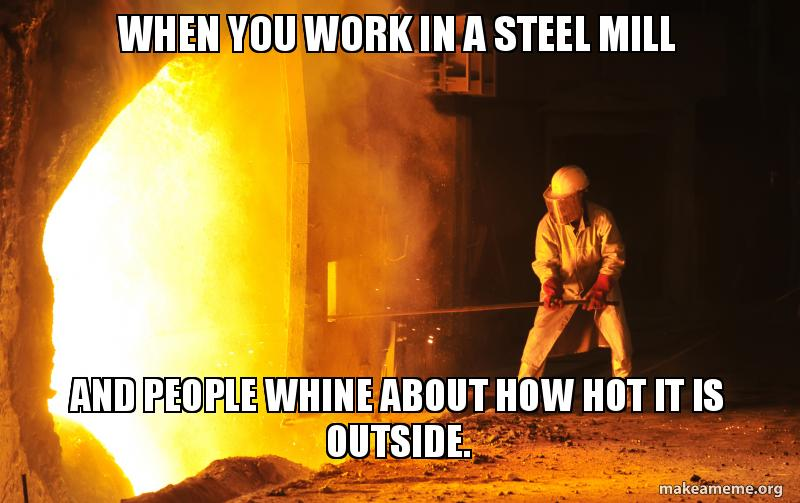 WHEN YOU WORK IN A STEEL MILL
AND PEOPLE WHINE ABOUT HOW HOT IT IS
OUTSIDE.
makeameme.org